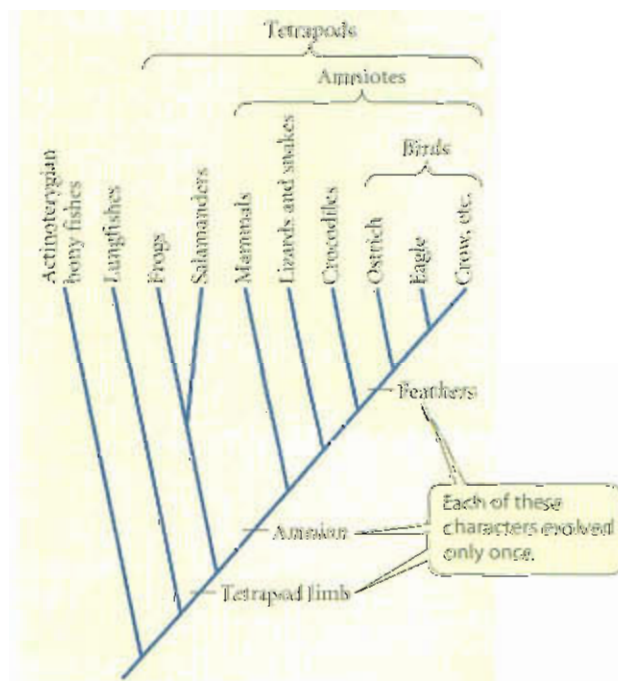 Tetrapods
Amniotes
Birds
Actinoterygian
bony fishes
Lungfishes
Frogs
Salamanders
Mammals
Lizards and snakes
Crocodiles
Ostrich
Eagle
Crow, etc.
Feathers
Each of these
characters evolved
only once.
Amnion
Tetrapod limb